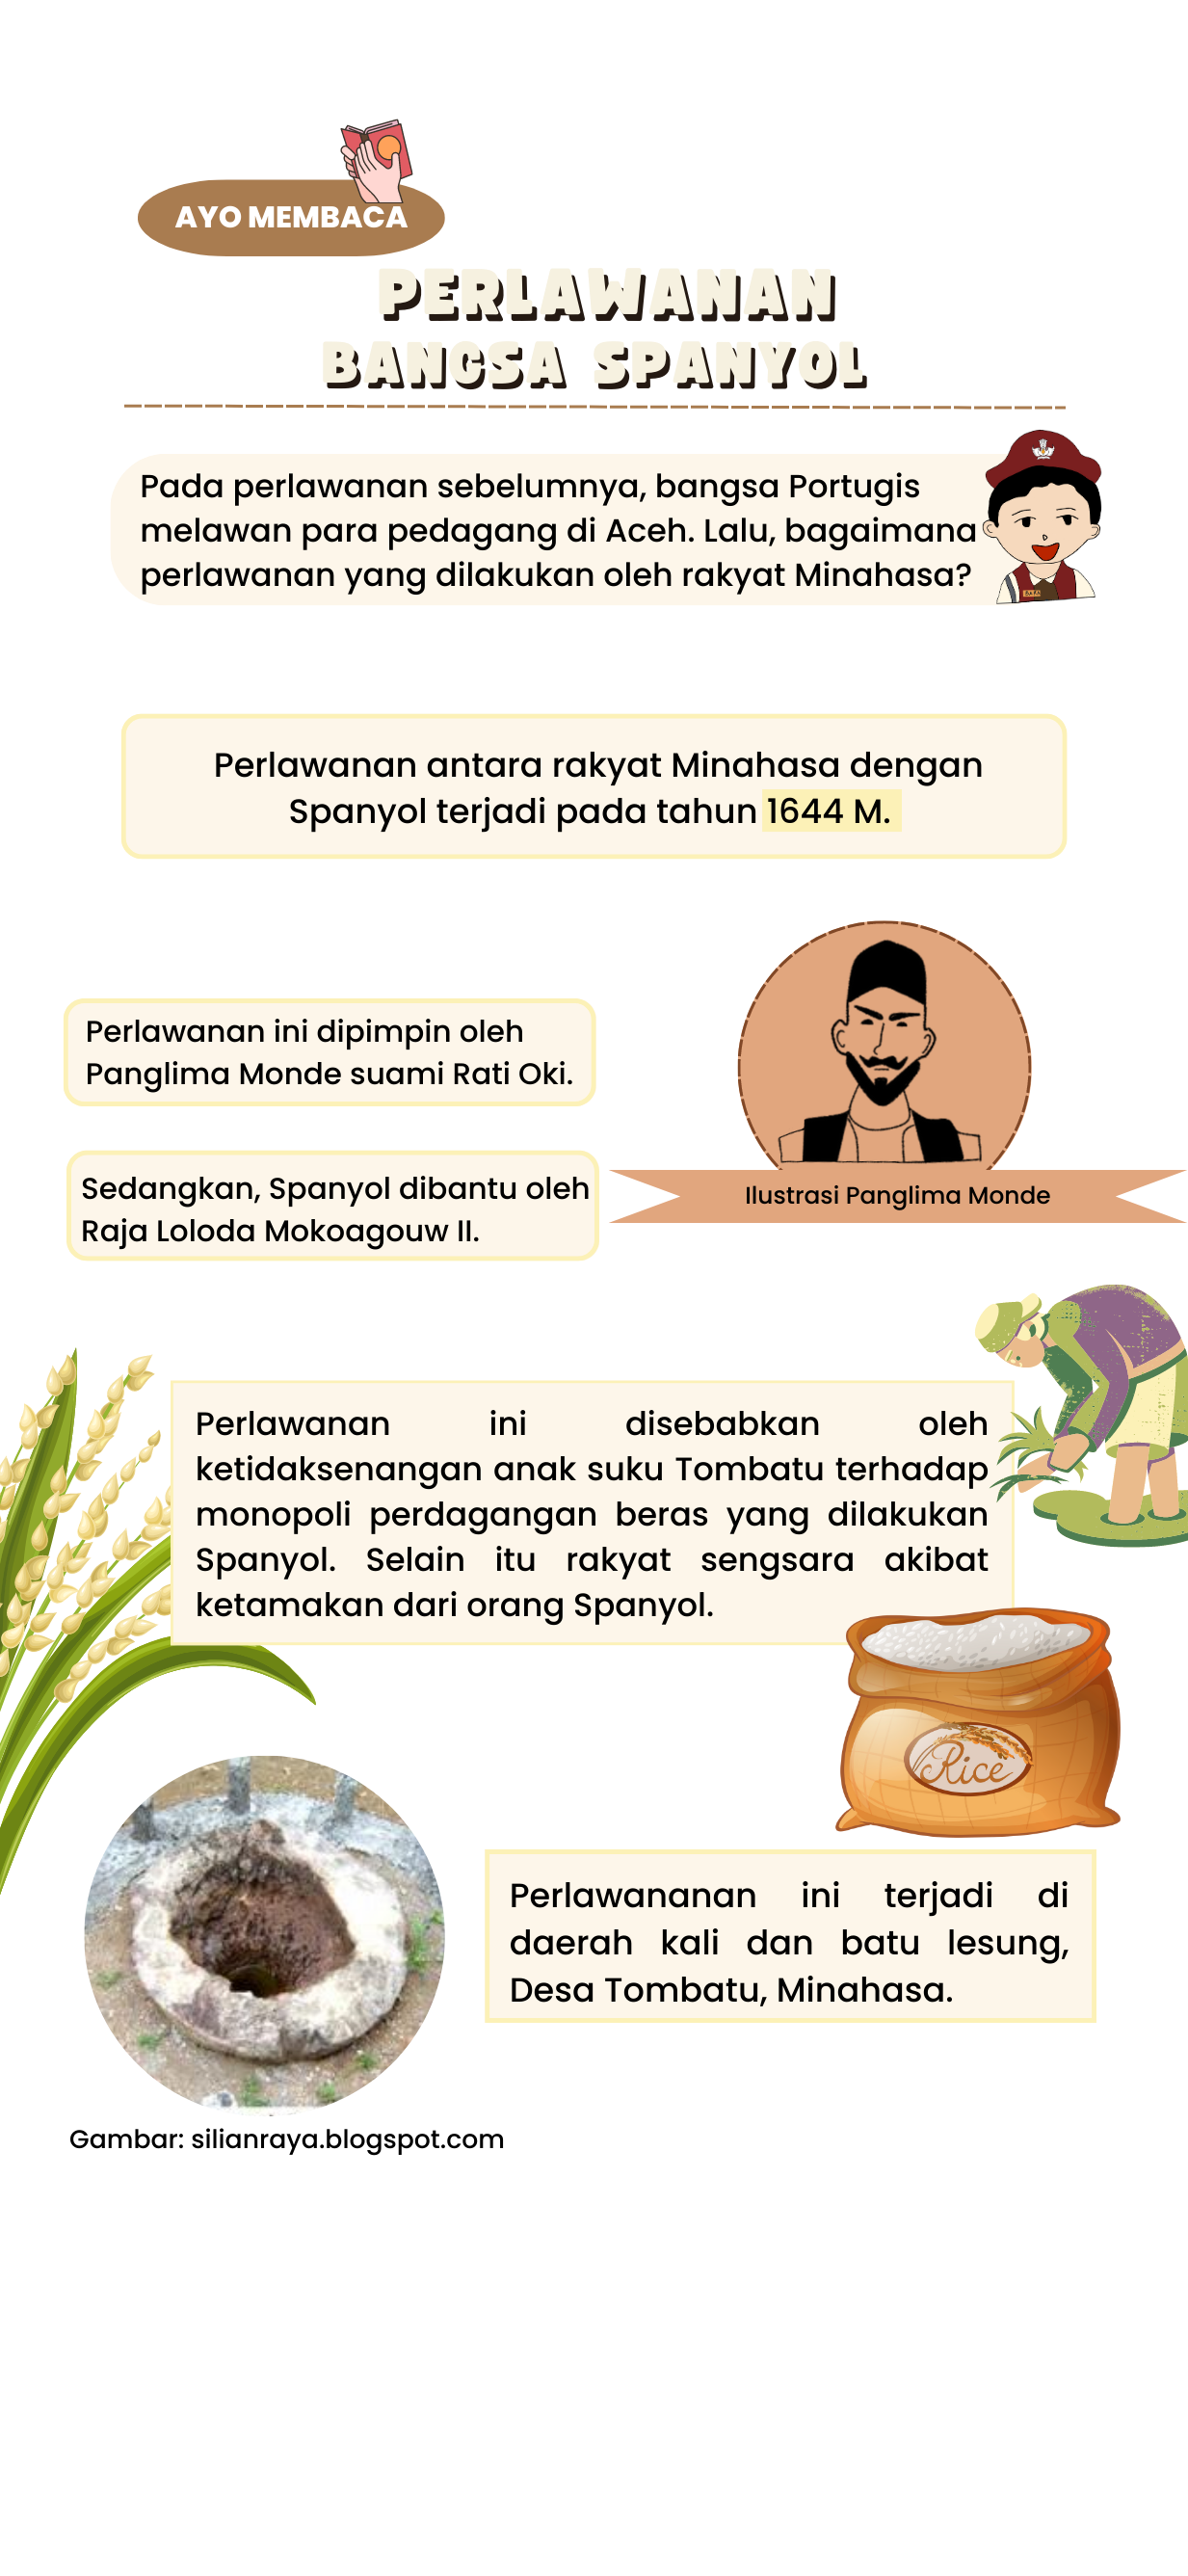 AYO MEMBACA
PERLAWANAN
BANGSA SPANYOL
Pada perlawanan sebelumnya, bangsa Portugis
melawan para pedagang di Aceh. Lalu, bagaimana
perlawanan yang dilakukan oleh rakyat Minahasa?
Perlawanan antara rakyat Minahasa dengan
Spanyol terjadi pada tahun 1644 M.
Perlawanan ini dipimpin oleh
Panglima Monde suami Rati Oki.
Sedangkan, Spanyol dibantu oleh
Raja Loloda Mokoagouw II.
Ilustrasi Panglima Monde
Perlawanan ini disebabkan oleh
ketidaksenangan anak suku Tombatu terhadap
monopoli perdagangan beras yang dilakukan
Spanyol. Selain itu rakyat sengsara akibat
ketamakan dari orang Spanyol.
Rice
Perlawananan ini terjadi di
daerah kali dan batu lesung,
Desa Tombatu, Minahasa.
Gambar: silianraya.blogspot.com